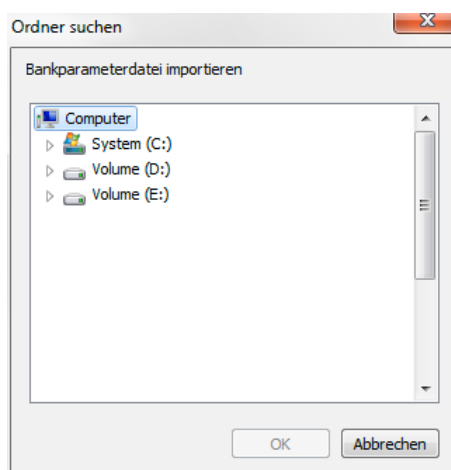 Ordner suchen
Bankparameterdatei importieren
Computer
System (C:)
Volume (D:)
Volume (E:)
OK
Abbrechen